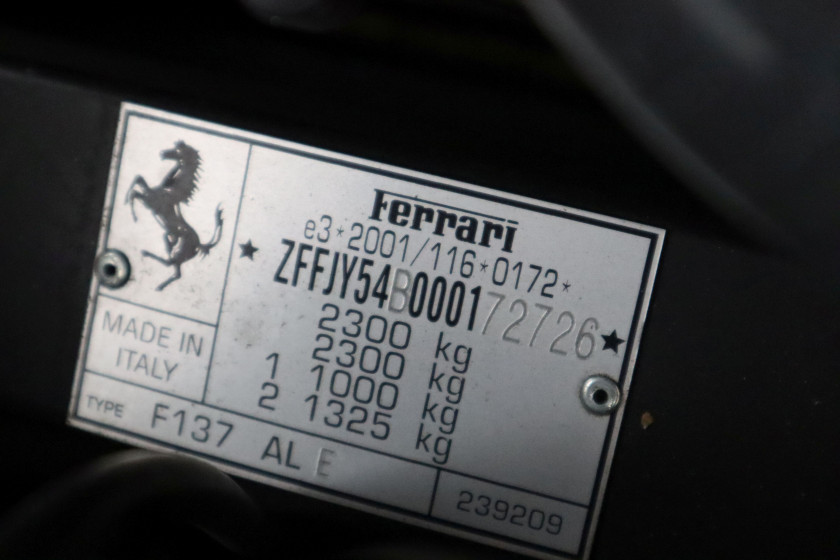 Ferrari
e3*2001/116*0172*
★ZFFJY54B000172726★
2300 kg
2300 kg
1 1000 kg
2 1325 kg
MADE IN
ITALY
TYPE F137 AL E
239209